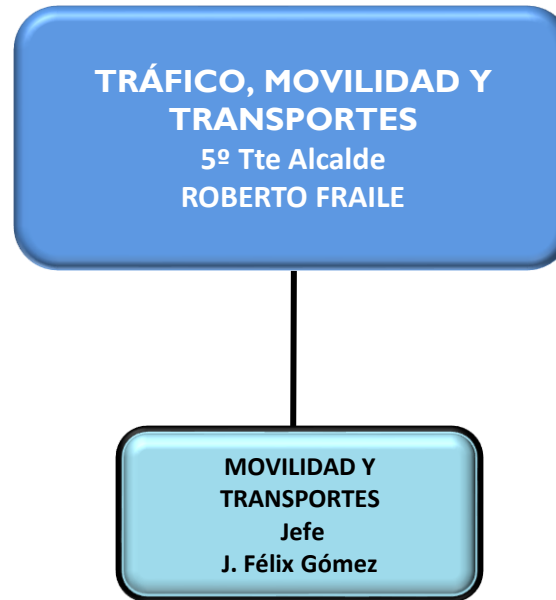 TRÁFICO, MOVILIDAD Y
TRANSPORTES
5º Tte Alcalde
ROBERTO FRAILE
MOVILIDAD Y
TRANSPORTES
Jefe
J. Félix Gómez